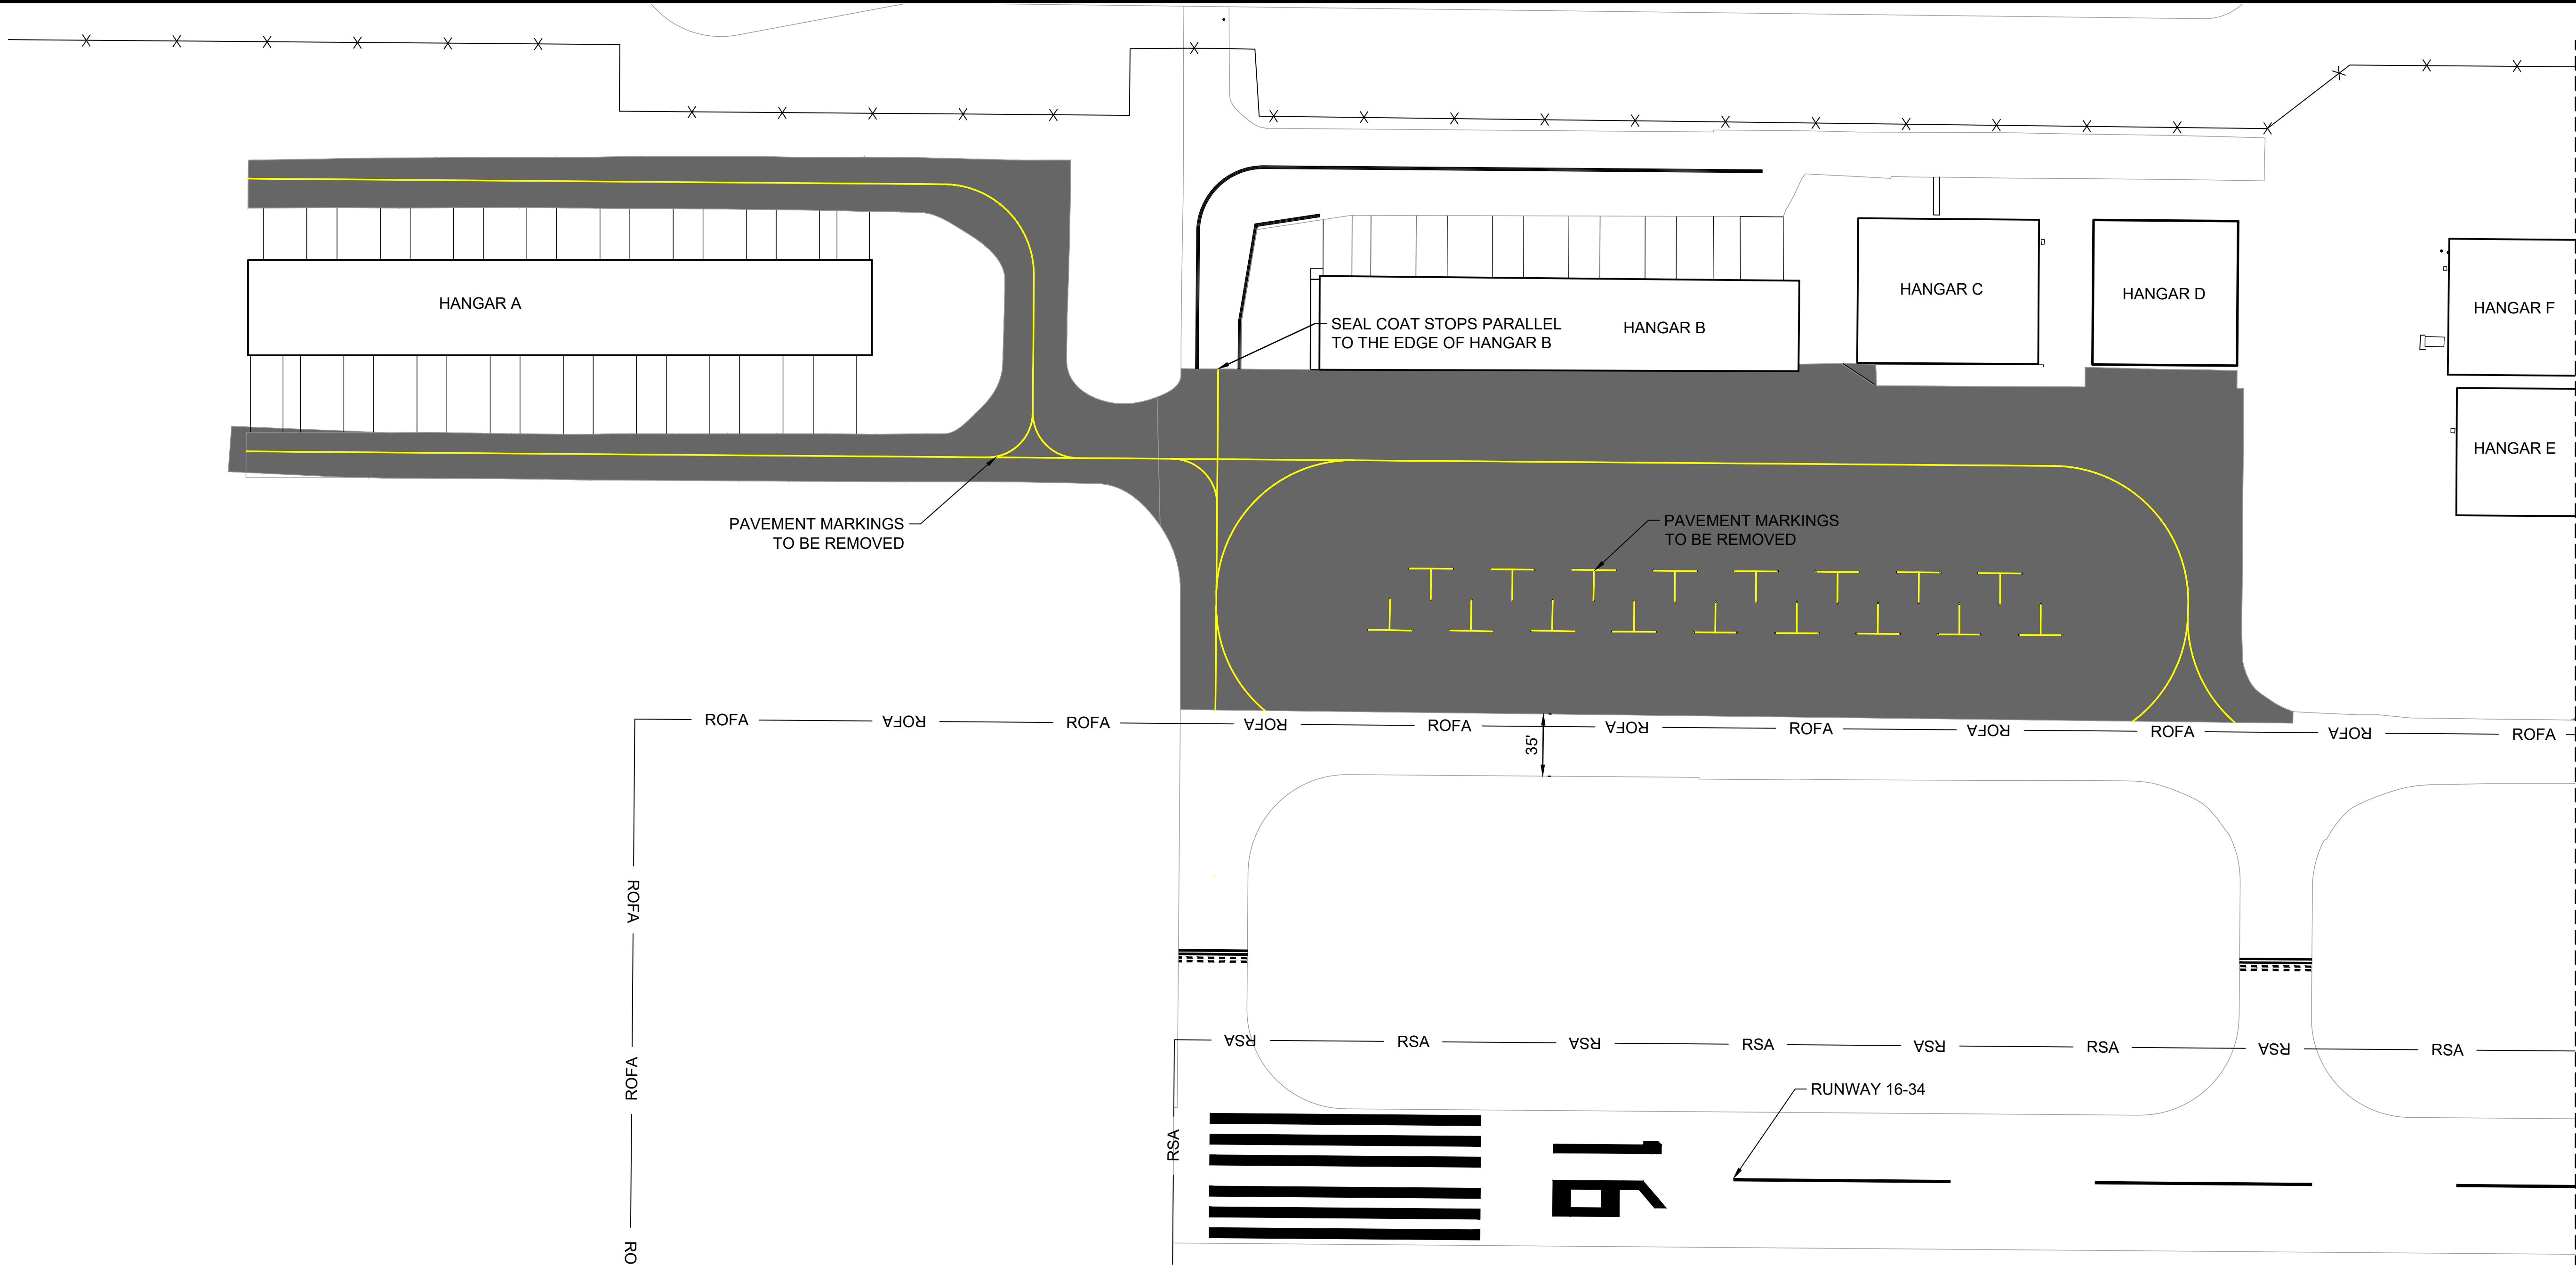 HANGAR A
SEAL COAT STOPS PARALLEL
TO THE EDGE OF HANGAR B
HANGAR B
HANGAR C
HANGAR D
HANGAR F
HANGAR E
PAVEMENT MARKINGS
TO BE REMOVED
PAVEMENT MARKINGS
TO BE REMOVED
ROFA ROFA ROFA ROFA ROFA ROFA ROFA ROFA ROFA ROFA ROFA
35'
ROFA
ROFA
RO
RSA RSA RSA RSA RSA RSA RSA RSA
RSA
RUNWAY 16-34
16